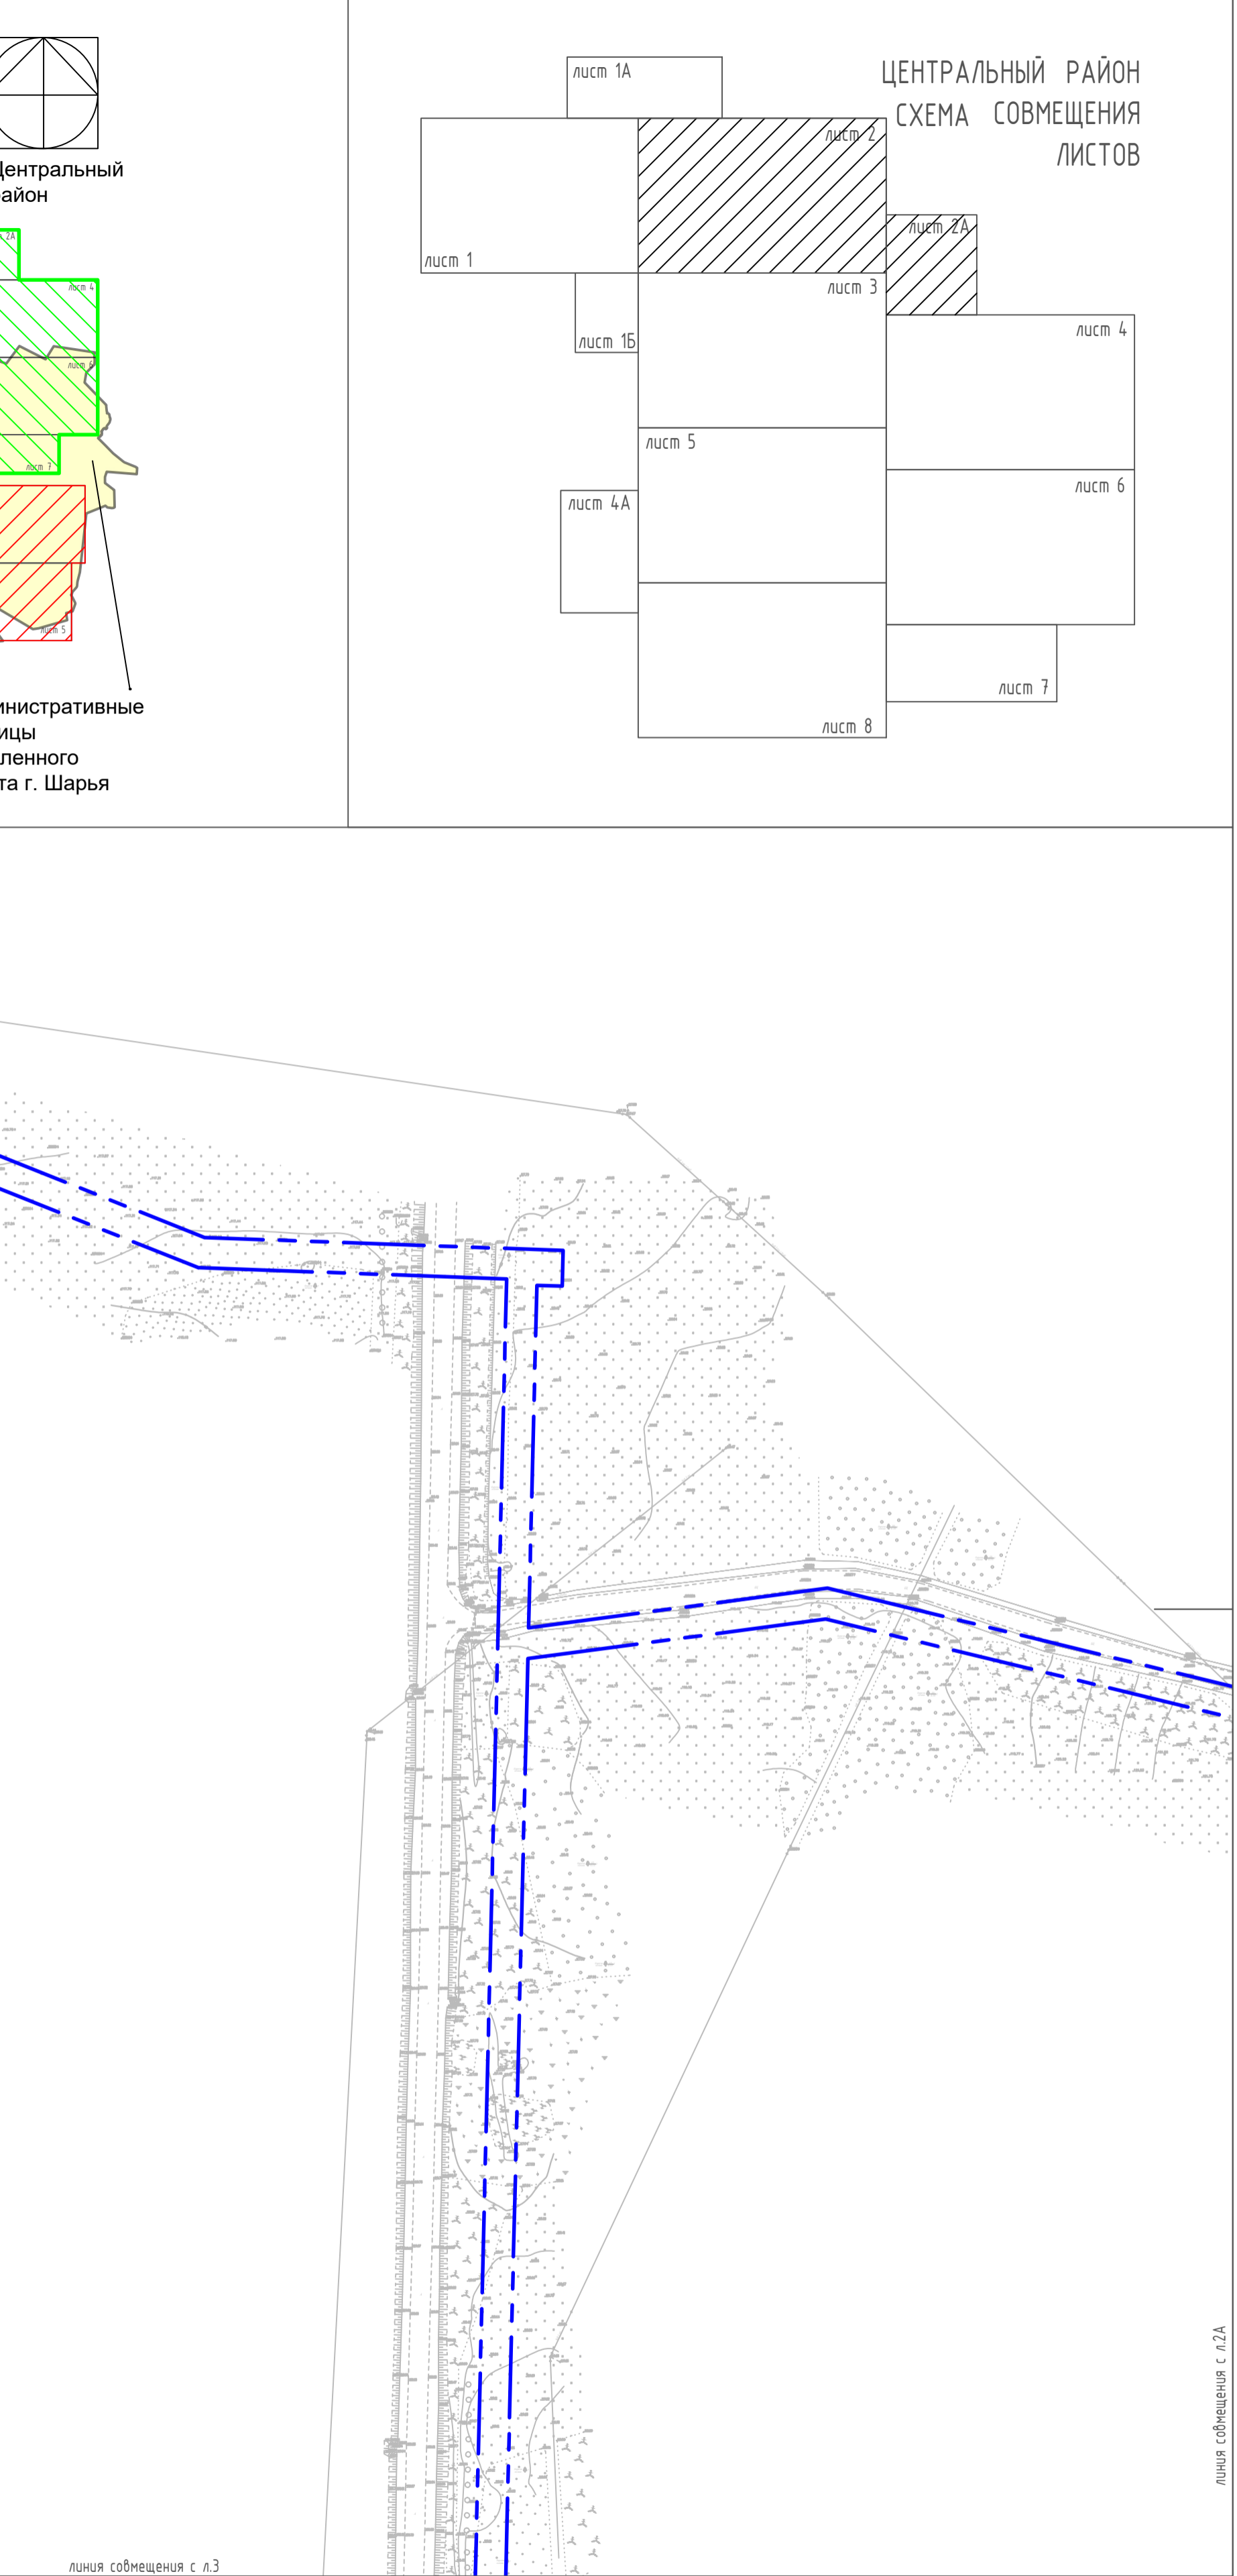 Центральный
айон
2А
лист 4
лист 6
лист 7
лист 5
инистративные
ицы
ленного
та г. Шарья
ЦЕНТРАЛЬНЫЙ РАЙОН
СХЕМА СОВМЕЩЕНИЯ
ЛИСТОВ
лист 1А
лист 2
лист 2А
лист 1
лист 3
лист 1Б
лист 4
лист 5
лист 4А
лист 6
лист 7
лист 8
линия совмещения с л.2А
линия совмещения с л.3